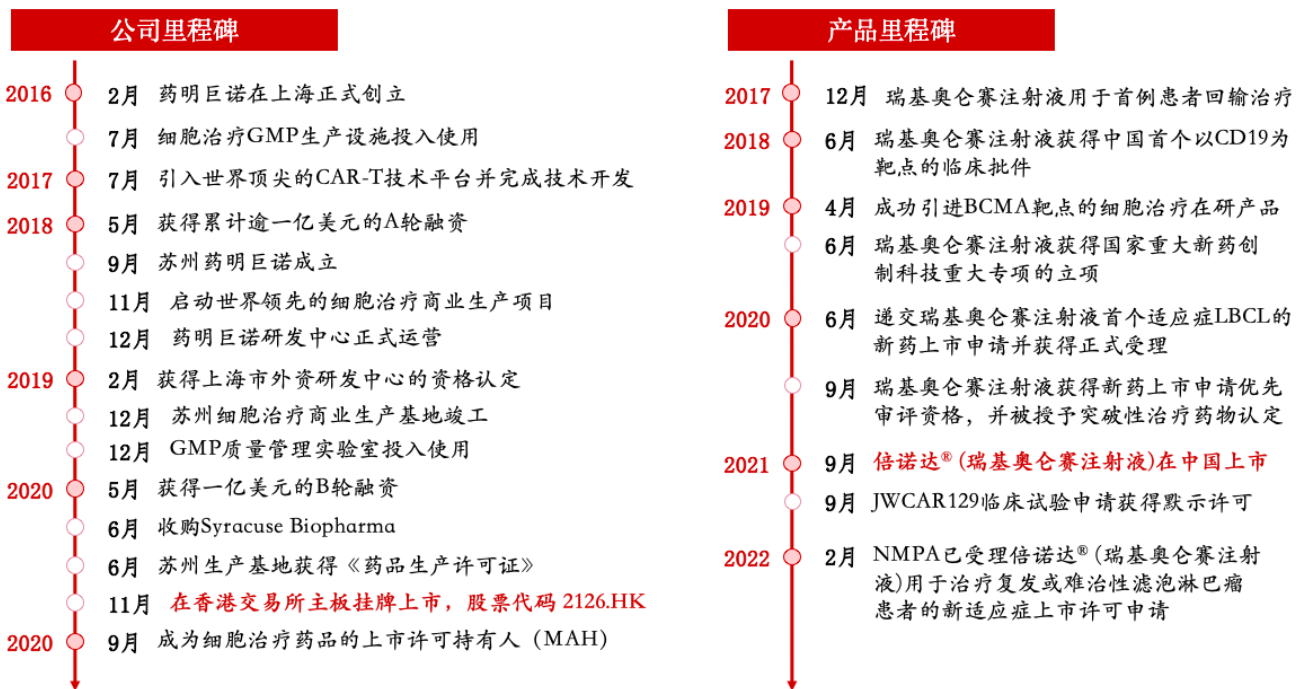 公司里程碑
2016 2月 药明巨诺在上海正式创立
7月 细胞治疗GMP生产设施投入使用
2017 7月 引入世界顶尖的CAR-T技术平台并完成技术开发
2018 5月 获得累计逾一亿美元的A轮融资
9月 苏州药明巨诺成立
11月 启动世界领先的细胞治疗商业生产项目
12月 药明巨诺研发中心正式运营
2019 2月 获得上海市外资研发中心的资格认定
12月 苏州细胞治疗商业生产基地竣工
12月 GMP质量管理实验室投入使用
2020 5月 获得一亿美元的B轮融资
6月 收购Syracuse Biopharma
6月 苏州生产基地获得《药品生产许可证》
11月 在香港交易所主板挂牌上市，股票代码 2126.HK
2020 9月 成为细胞治疗药品的上市许可持有人（MAH）
产品里程碑
2017 12月 瑞基奥仑赛注射液用于首例患者回输治疗
2018 6月 瑞基奥仑赛注射液获得中国首个以CD19为
靶点的临床批件
2019 4月 成功引进BCMA靶点的细胞治疗在研产品
6月 瑞基奥仑赛注射液获得国家重大新药创
制科技重大专项的立项
2020 6月 递交瑞基奥仑赛注射液首个适应症LBCL的
新药上市申请并获得正式受理
9月 瑞基奥仑赛注射液获得新药上市申请优先
审评资格，并被授予突破性治疗药物认定
2021 9月 倍诺达®(瑞基奥仑赛注射液)在中国上市
9月 JWCAR129临床试验申请获得默示许可
2022 2月 NMPA已受理倍诺达®(瑞基奥仑赛注射
液)用于治疗复发或难治性滤泡淋巴瘤
患者的新适应症上市许可申请